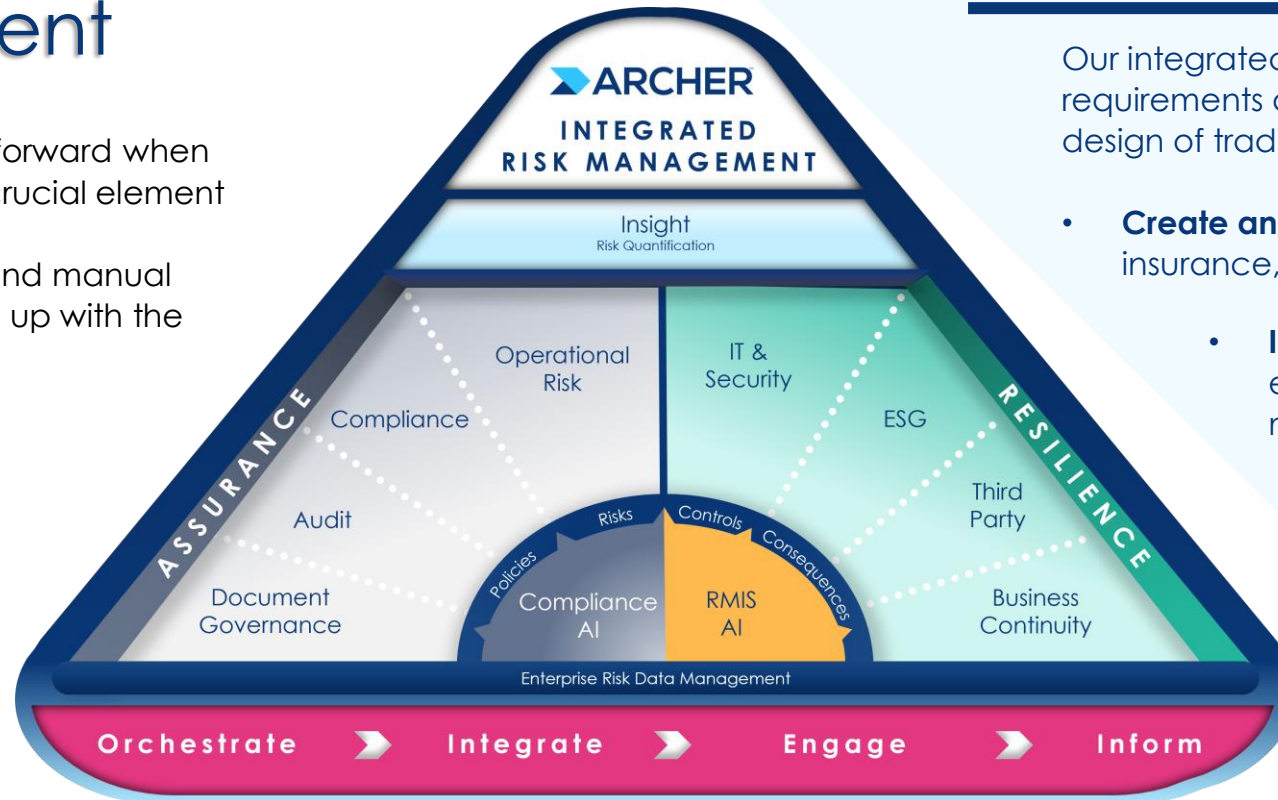 ent
forward when
crucial element
and manual
up with the
ARCHER
INTEGRATED
RISK MANAGEMENT
Insight
Risk Quantification
ASSURANCE
Operational
Risk
Compliance
Audit
Document
Governance
IT &
Security
ESG
Third
Party
Business
Continuity
RESILIENCE
Policies
Risks
Controls
Consequences
Compliance
AI
RMIS
AI
Enterprise Risk Data Management
Orchestrate
Integrate
Engage
Inform
Our integrated
requirements
design of trad
• Create an
insurance,
•